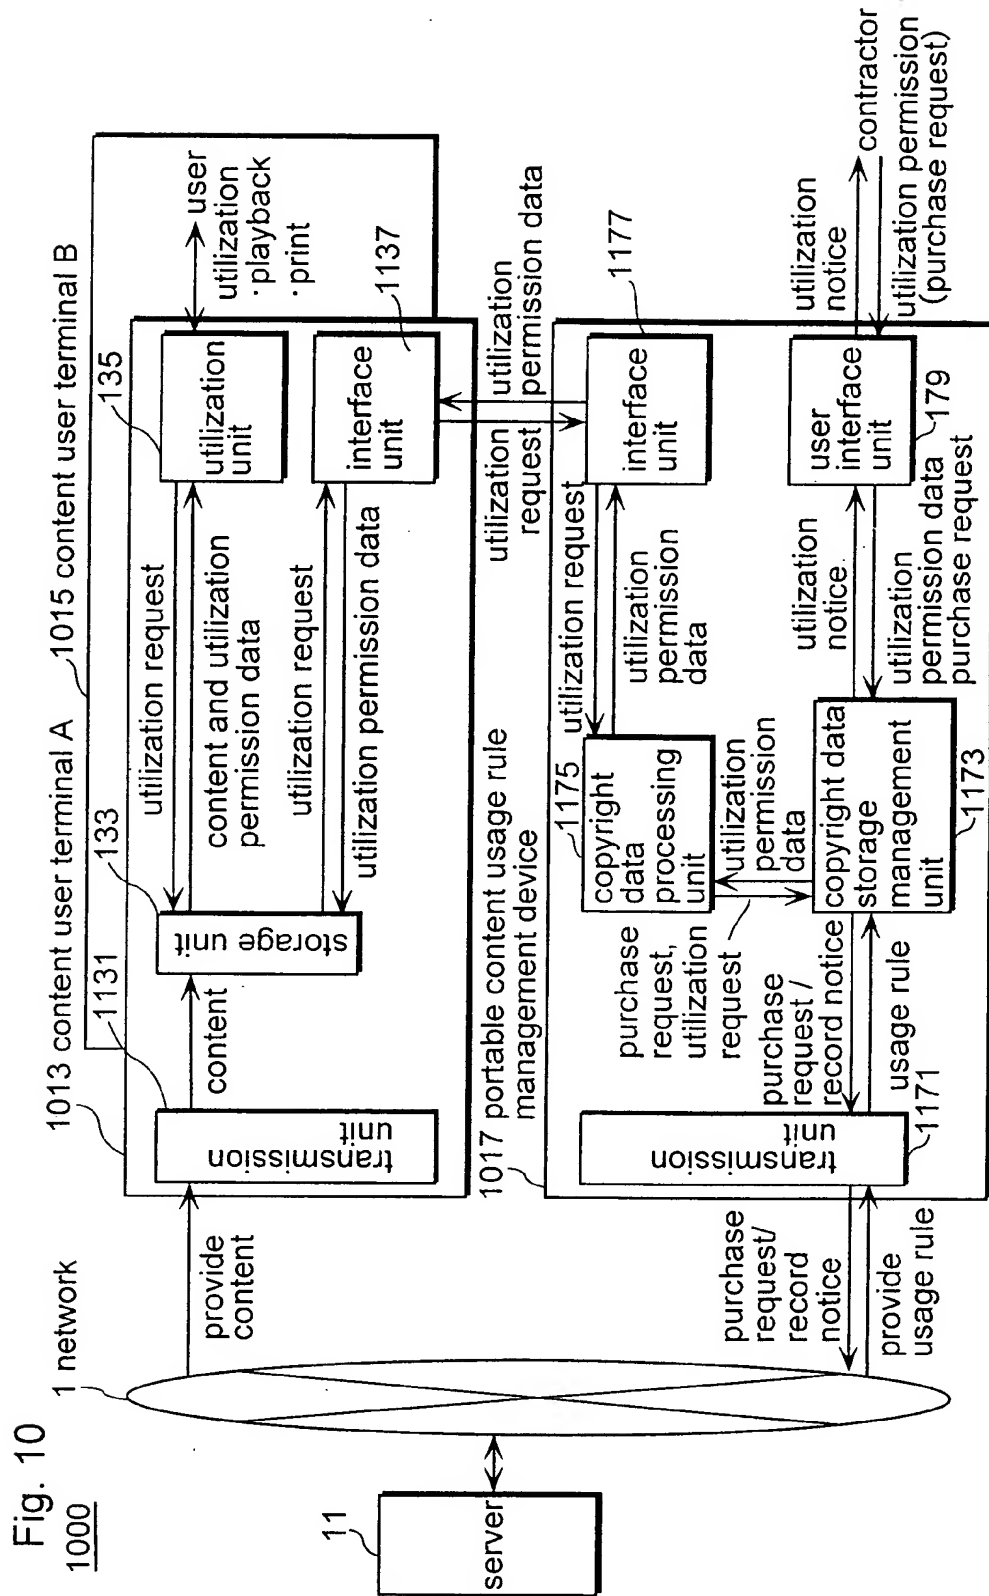 Fig. 10
1000
11
server
1 network
provide
content
purchase
request/
record
notice
provide
usage rule
1013 content user terminal A
1015 content user terminal B
1131
transmission
unit
content
133
storage unit
utilization request
content and utilization
permission data
utilization request
utilization permission data
135
utilization
unit
interface
unit
user
utilization
·playback
·print
1137
utilization
request
utilization
permission data
1017 portable content usage rule
management device
transmission
unit
1171
purchase
request,
utilization
request
purchase
request /
record notice
usage rule
1175
copyright
data
processing
unit
utilization
permission
data
copyright data
storage
management
unit
1173
utilization request
utilization
permission
data
utilization
notice
utilization
permission data
purchase request
interface
unit
1177
user
interface
unit
179
utilization
notice
contractor
utilization permission
(purchase request)